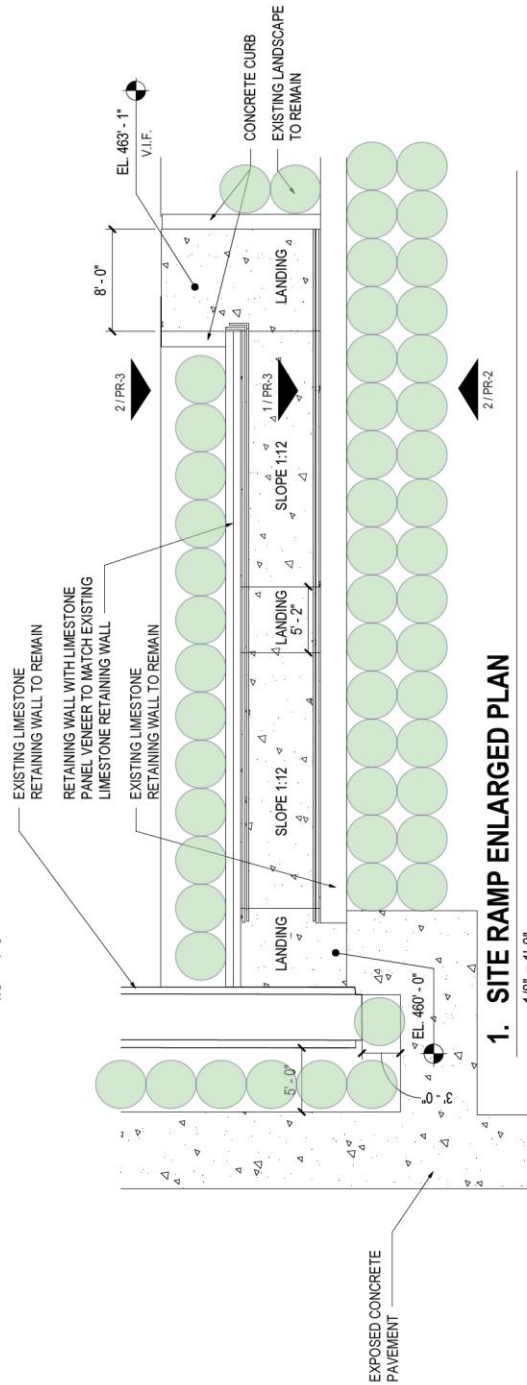 EXISTING LIMESTONE
RETAINING WALL TO REMAIN
RETAINING WALL WITH LIMESTONE
PANEL VENEER TO MATCH EXISTING
LIMESTONE RETAINING WALL
EXISTING LIMESTONE
RETAINING WALL TO REMAIN
2 / PR-3
8' - 0"
EL. 463' - 1"
V.I.F.
CONCRETE CURB
EXISTING LANDSCAPE
TO REMAIN
LANDING
SLOPE 1:12
LANDING
5' - 2"
SLOPE 1:12
1 / PR-3
LANDING
5' - 0"
3' - 0"
EL. 460' - 0"
2 / PR-2
EXPOSED CONCRETE
PAVEMENT
1. SITE RAMP ENLARGED PLAN